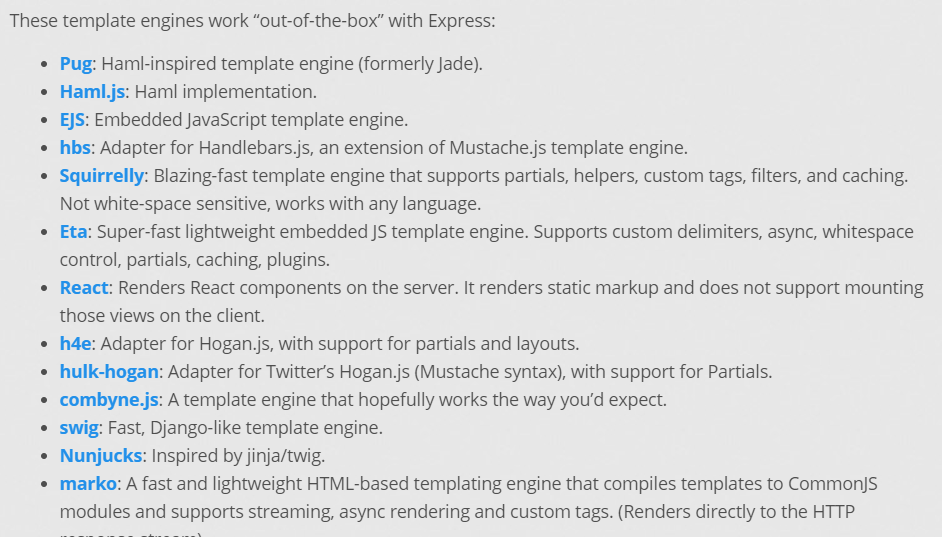 These template engines work “out-of-the-box” with Express:
• Pug: Haml-inspired template engine (formerly Jade).
• Haml.js: Haml implementation.
• EJS: Embedded JavaScript template engine.
• hbs: Adapter for Handlebars.js, an extension of Mustache.js template engine.
• Squirrelly: Blazing-fast template engine that supports partials, helpers, custom tags, filters, and caching.
Not white-space sensitive, works with any language.
• Eta: Super-fast lightweight embedded JS template engine. Supports custom delimiters, async, whitespace
control, partials, caching, plugins.
• React: Renders React components on the server. It renders static markup and does not support mounting
those views on the client.
• h4e: Adapter for Hogan.js, with support for partials and layouts.
• hulk-hogan: Adapter for Twitter’s Hogan.js (Mustache syntax), with support for Partials.
• combyne.js: A template engine that hopefully works the way you’d expect.
• swig: Fast, Django-like template engine.
• Nunjucks: Inspired by jinja/twig.
• marko: A fast and lightweight HTML-based templating engine that compiles templates to CommonJS
modules and supports streaming, async rendering and custom tags. (Renders directly to the HTTP